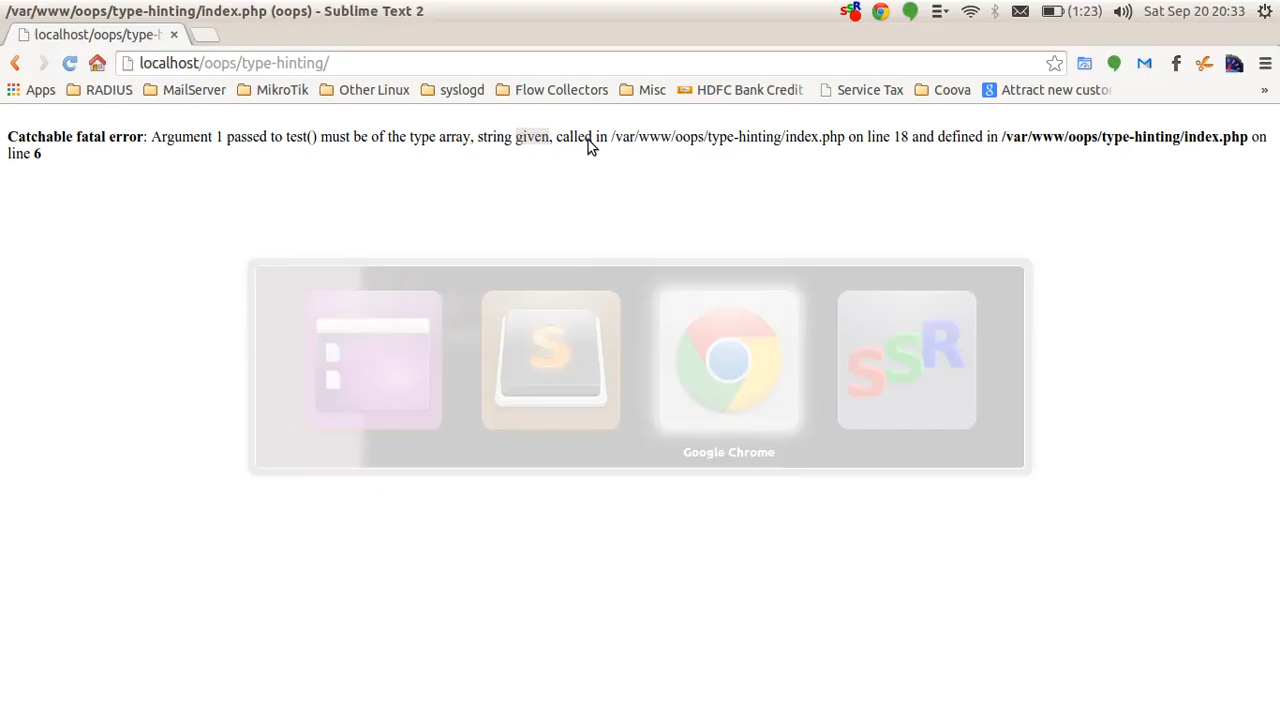 /var/www/oops/type-hinting/index.php (oops) - Sublime Text 2
SSR
(1:23)
Sat Sep 20 20:33
localhost/oops/type-h
localhost/oops/type-hinting/
Apps
RADIUS
MailServer
MikroTik
Other Linux
syslogd
Flow Collectors
Misc
HDFC Bank Credit
Service Tax
Coova
Attract new custor
»
Catchable fatal error: Argument 1 passed to test() must be of the type array, string given, called in /var/www/oops/type-hinting/index.php on line 18 and defined in /var/www/oops/type-hinting/index.php on
line 6
S
SSR
Google Chrome